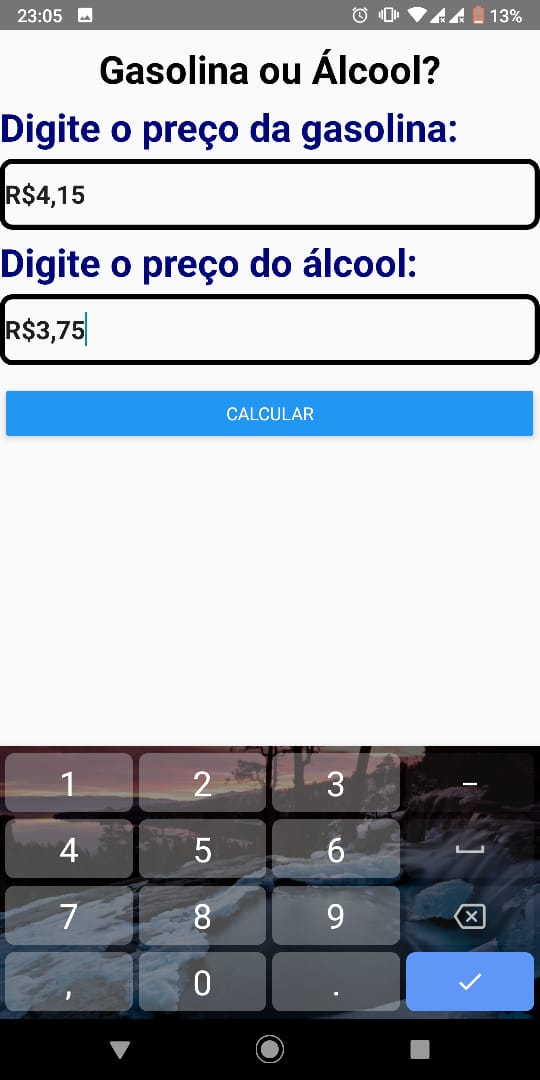 23:05 13%
Gasolina ou Álcool?
Digite o preço da gasolina:
R$4,15
Digite o preço do álcool:
R$3,75
CALCULAR
1 2 3 –
4 5 6
7 8 9
, 0 .